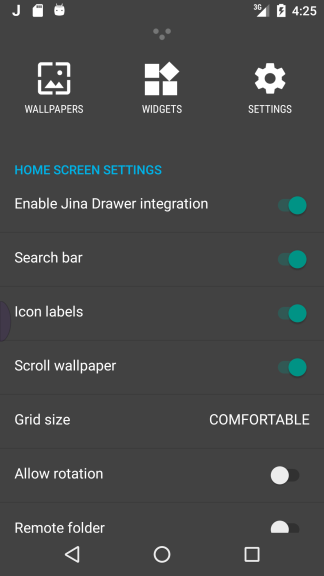 J
3G
4:25
WALLPAPERS
WIDGETS
SETTINGS
HOME SCREEN SETTINGS
Enable Jina Drawer integration
Search bar
Icon labels
Scroll wallpaper
Grid size COMFORTABLE
Allow rotation
Remote folder